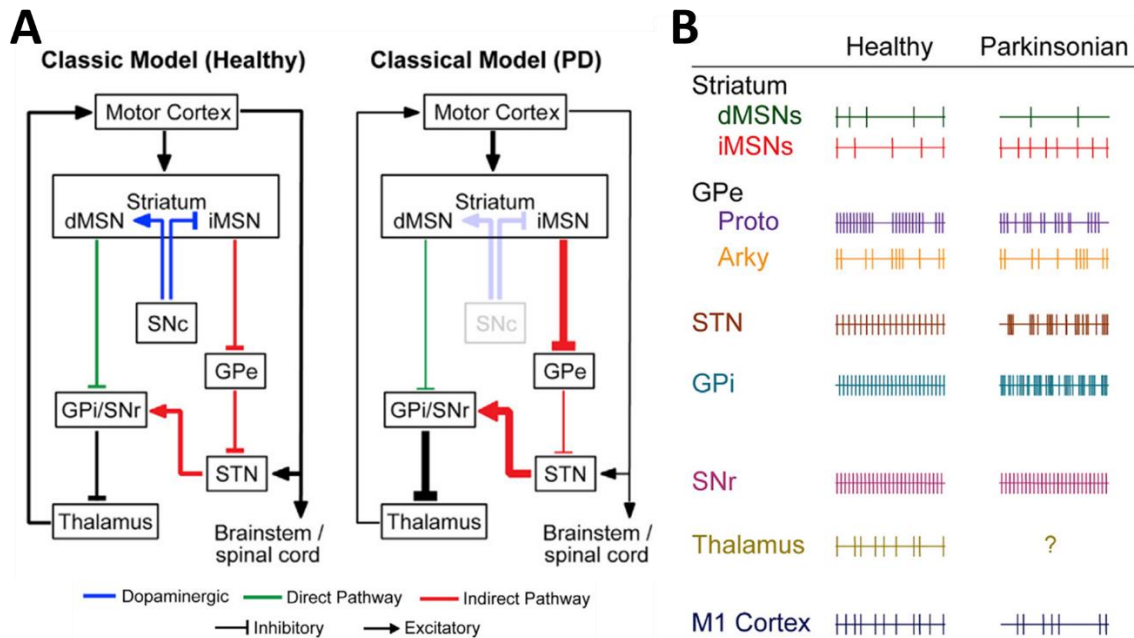 A
Classic Model (Healthy)
Motor Cortex
Striatum
dMSN
iMSN
SNc
GPe
GPi/SNr
STN
Thalamus
Brainstem /
spinal cord
Classical Model (PD)
Motor Cortex
Striatum
dMSN
iMSN
SNc
GPe
GPi/SNr
STN
Thalamus
Brainstem /
spinal cord
Dopaminergic
Direct Pathway
Indirect Pathway
Inhibitory
Excitatory
B
Healthy Parkinsonian
Striatum
dMSNs
iMSNs
GPe
Proto
Arky
STN
GPi
SNr
Thalamus ?
M1 Cortex